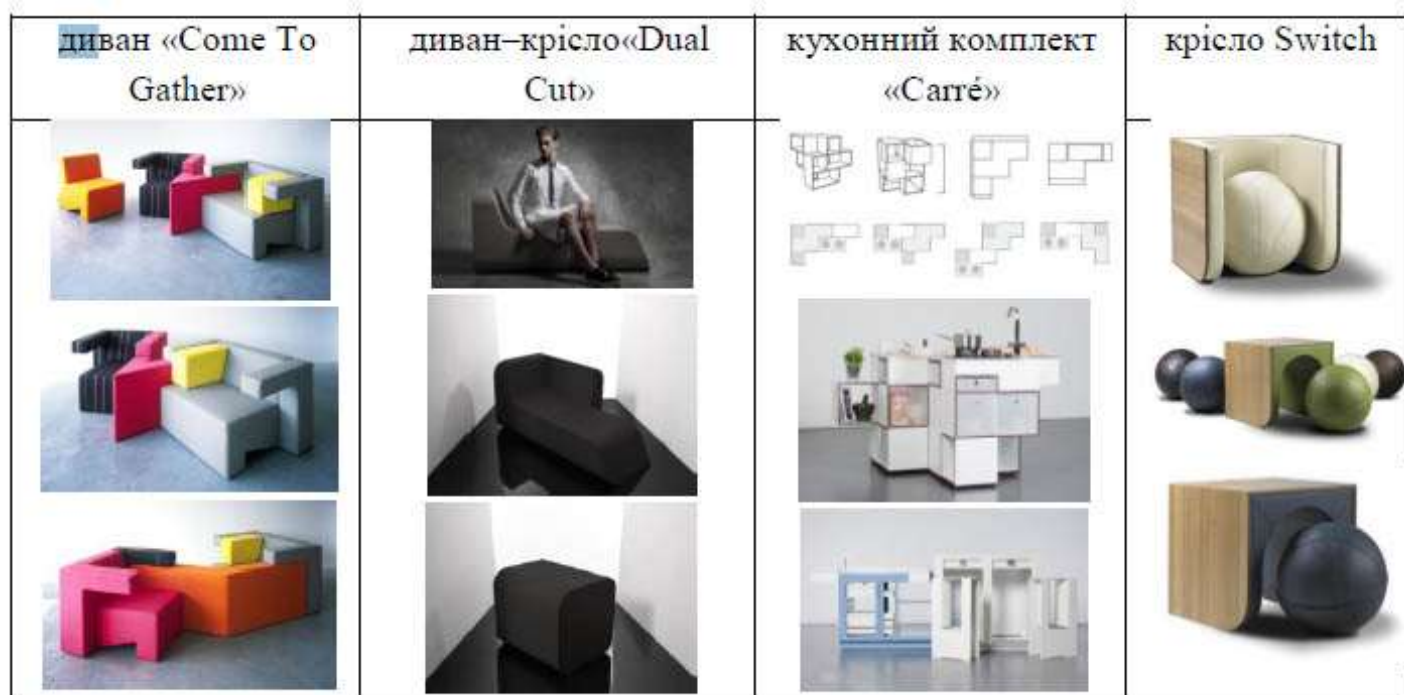 диван «Come To
Gather»
диван–крісло«Dual
Cut»
кухонний комплект
«Carré»
крісло Switch